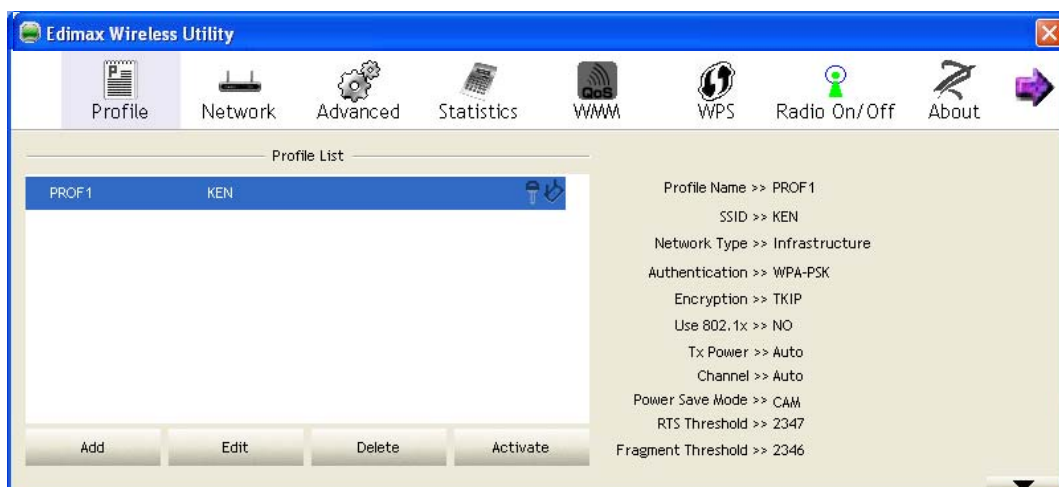 Edimax Wireless Utility
Profile
Network
Advanced
Statistics
QoS
WMM
WPS
Radio On/Off
About
Profile List
PROF1 KEN
Add
Edit
Delete
Activate
Profile Name >> PROF1
SSID >> KEN
Network Type >> Infrastructure
Authentication >> WPA-PSK
Encryption >> TKIP
Use 802.1x >> NO
Tx Power >> Auto
Channel >> Auto
Power Save Mode >> CAM
RTS Threshold >> 2347
Fragment Threshold >> 2346